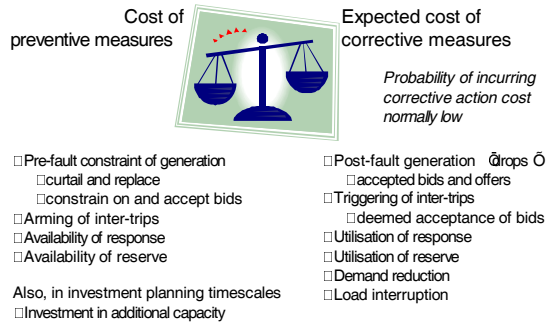 Cost of
preventive measures
Expected cost of
corrective measures
Probability of incurring
corrective action cost
normally low
□Pre-fault constraint of generation
□curtail and replace
□constrain on and accept bids
□Arming of inter-trips
□Availability of response
□Availability of reserve
Also, in investment planning timescales
□Investment in additional capacity
□Post-fault generation Õdrops Õ
□accepted bids and offers
□Triggering of inter-trips
□deemed acceptance of bids
□Utilisation of response
□Utilisation of reserve
□Demand reduction
□Load interruption